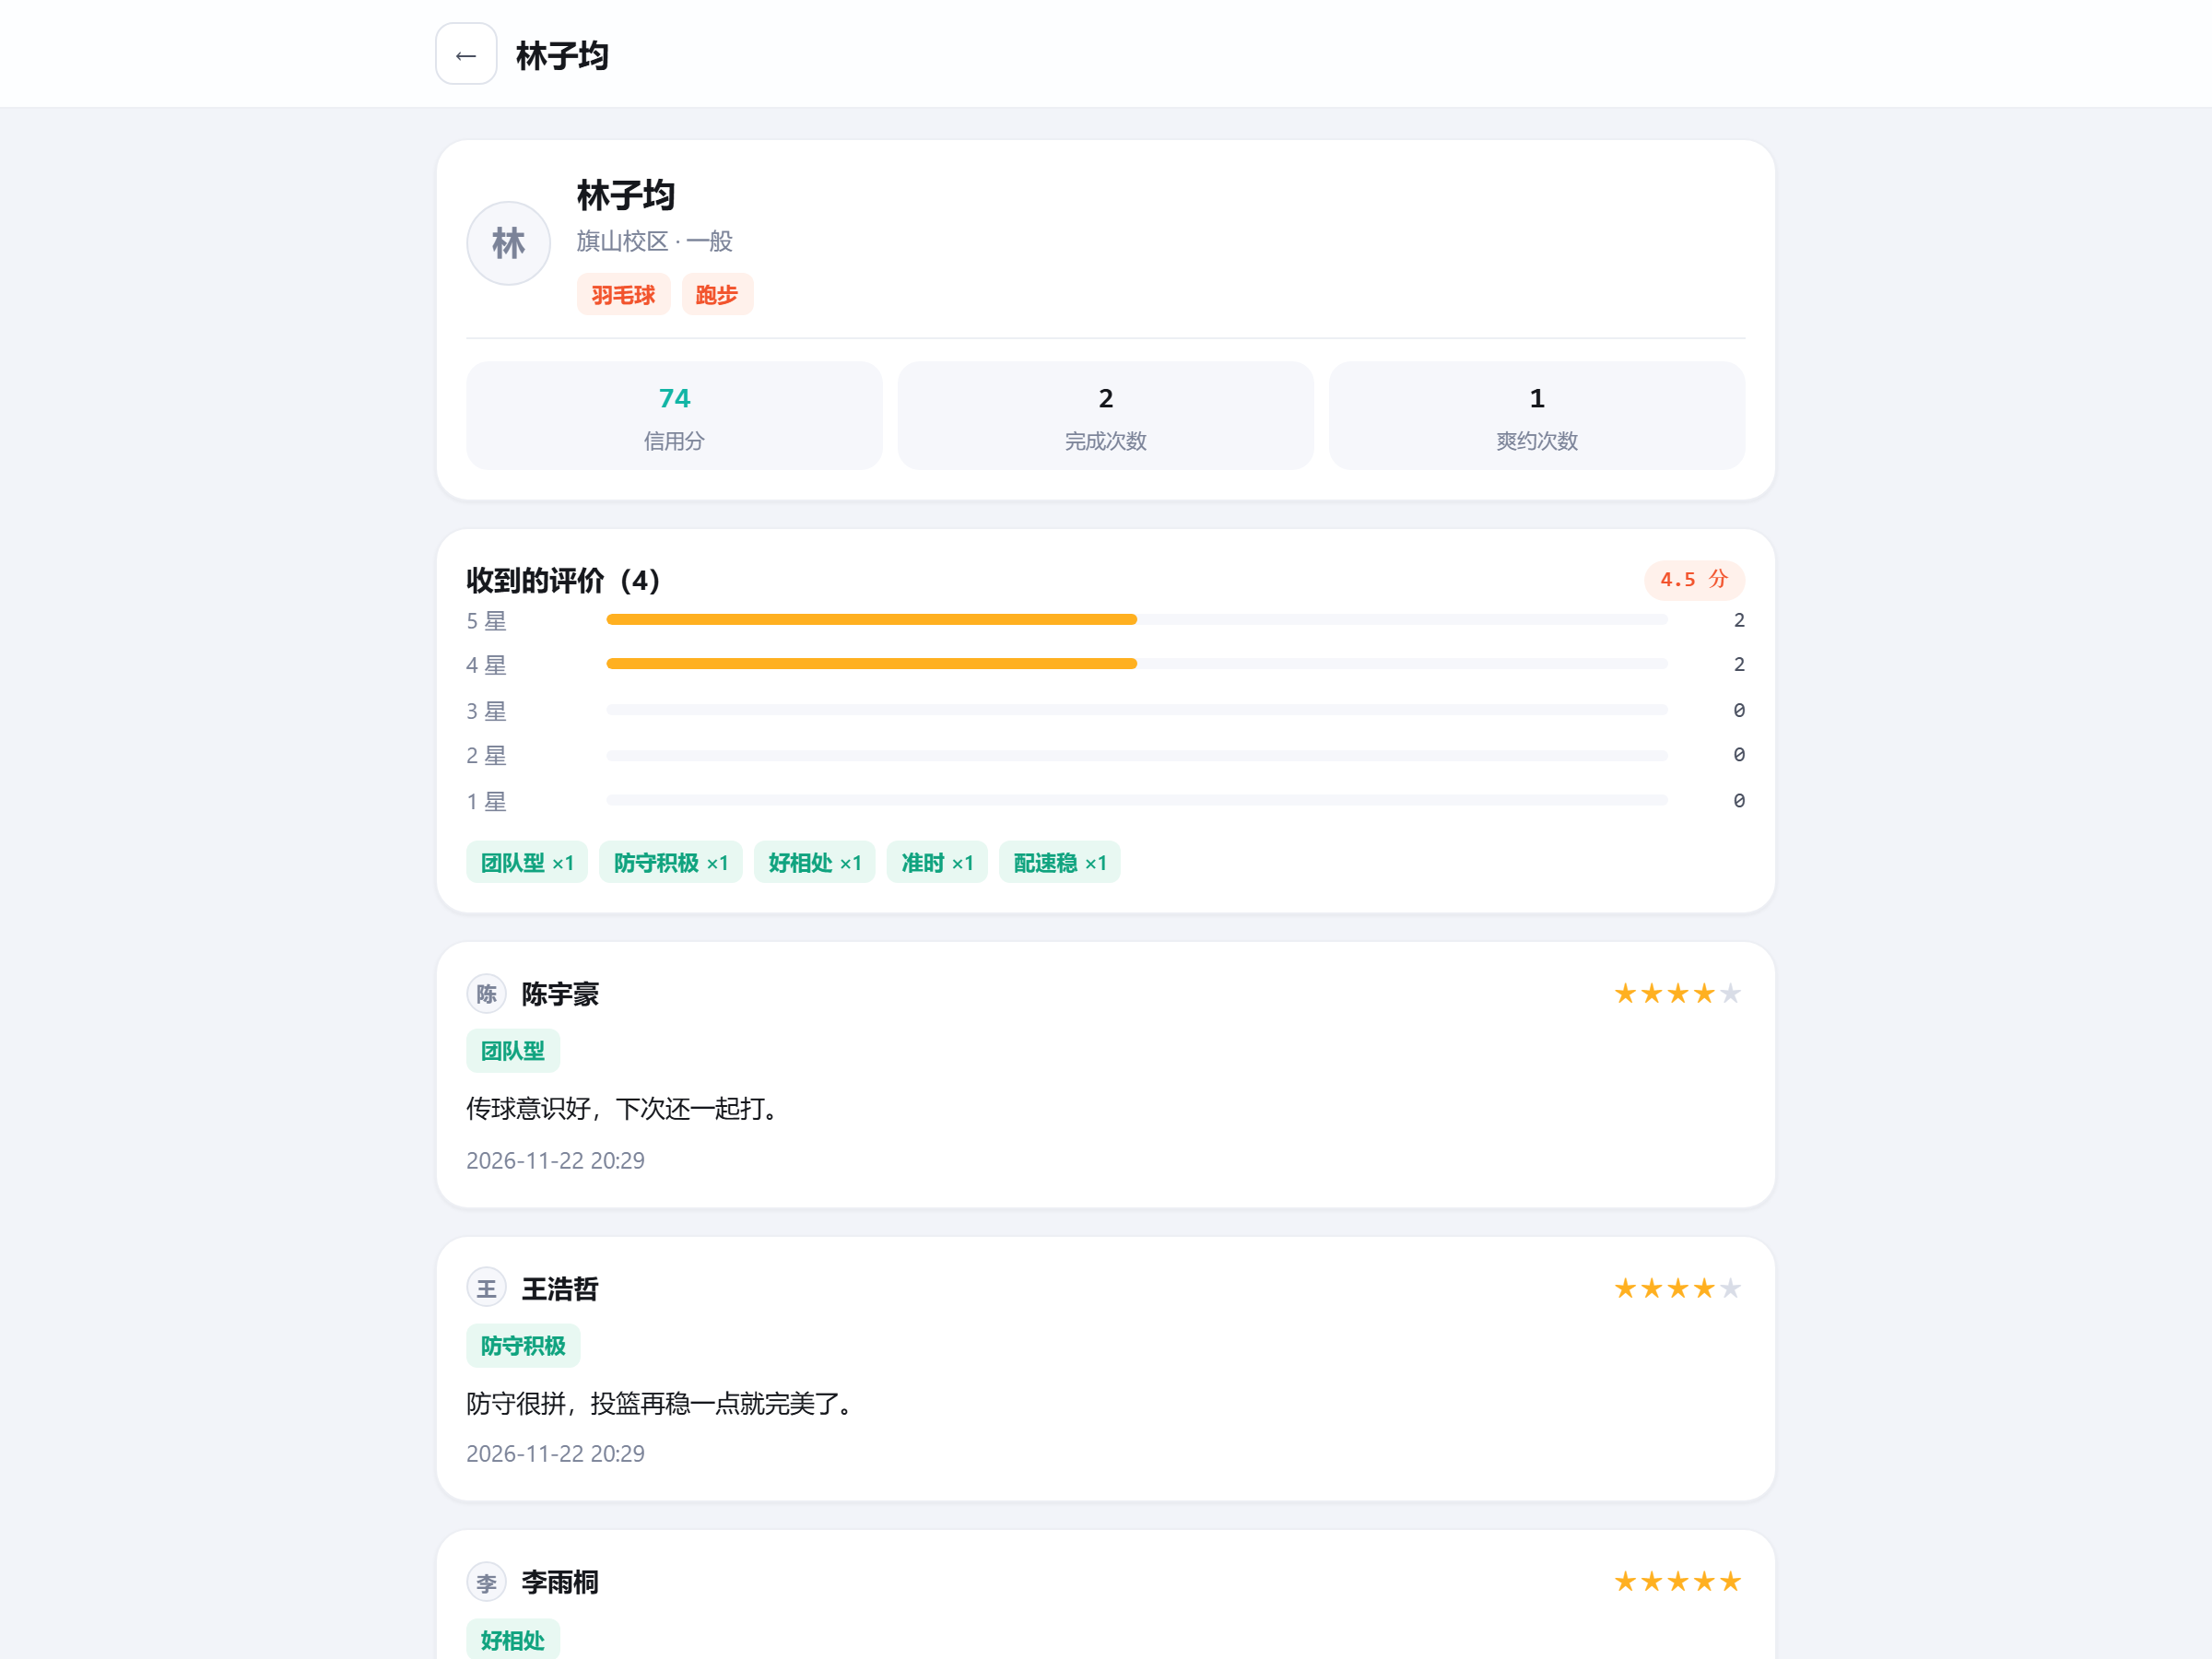 ← 林子均
林
林子均
旗山校区 · 一般
羽毛球 跑步
74 2 1
信用分 完成次数 爽约次数
收到的评价（4） 4.5 分
5 星 2
4 星 2
3 星 0
2 星 0
1 星 0
团队型 ×1 防守积极 ×1 好相处 ×1 准时 ×1 配速稳 ×1
陈 陈宇豪 ★★★★★
团队型
传球意识好，下次还一起打。
2026-11-22 20:29
王 王浩哲 ★★★★★
防守积极
防守很拼，投篮再稳一点就完美了。
2026-11-22 20:29
李 李雨桐 ★★★★★
好相处